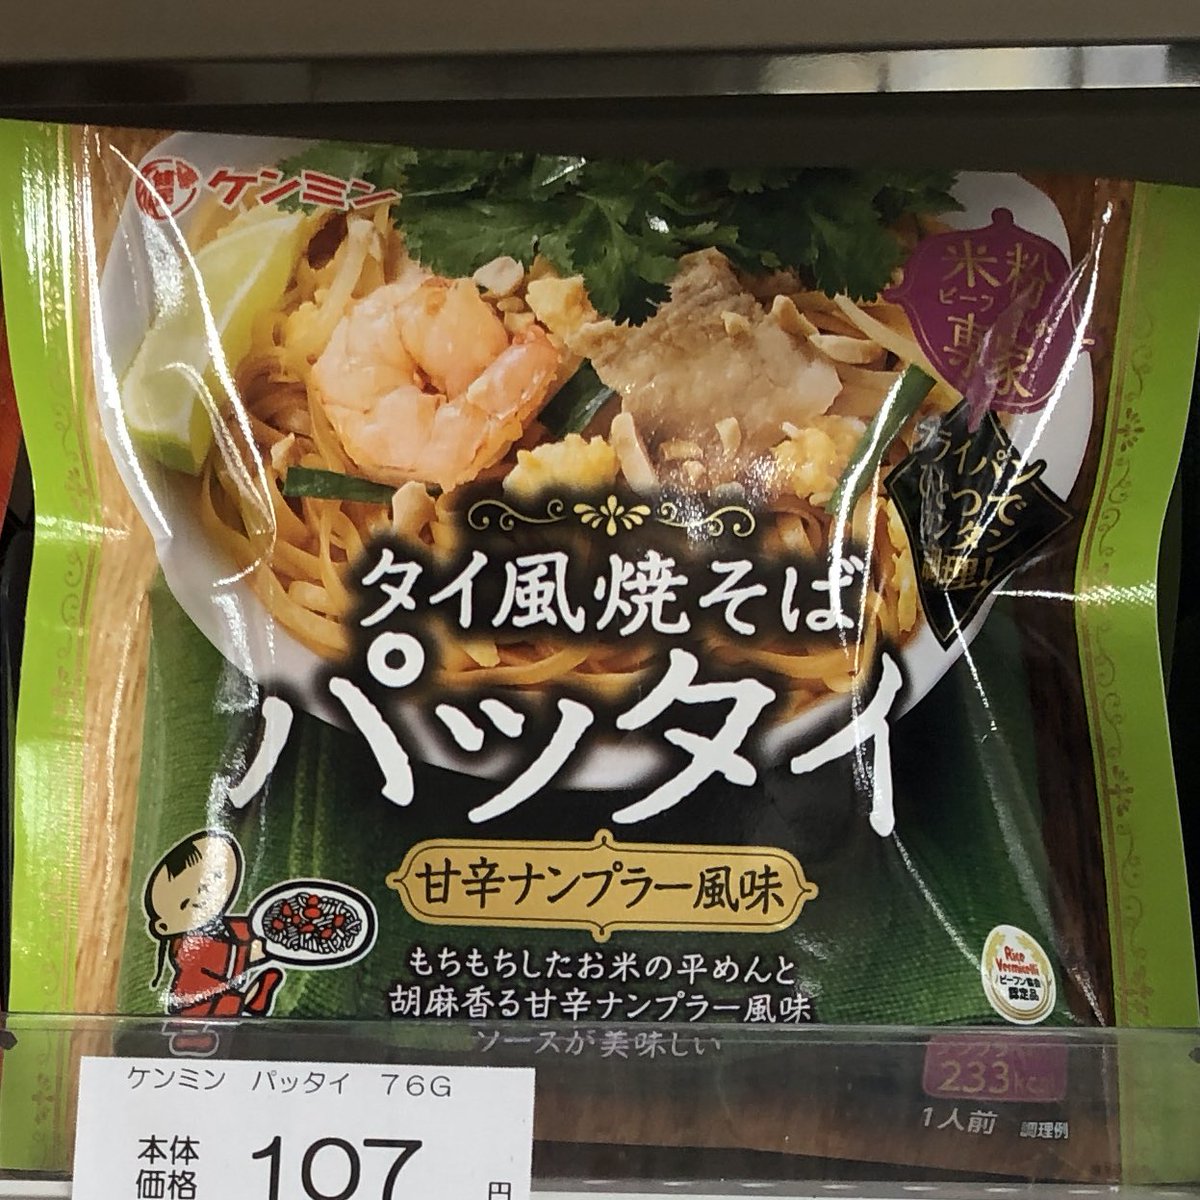 ケンミン
米粉
ビーフン
専家
フライパン
ひとつで
カンタン
調理!
タイ風焼そば
パッタイ
甘辛ナンプラー風味
もちもちしたお米の平めんと
胡麻香る甘辛ナンプラー風味
ソースが美味しい
Rice
Vermicelli
ビーフン協会
認定品
233kcal
1人前 調理例
ケンミン パッタイ 76G
本体
価格
107
円